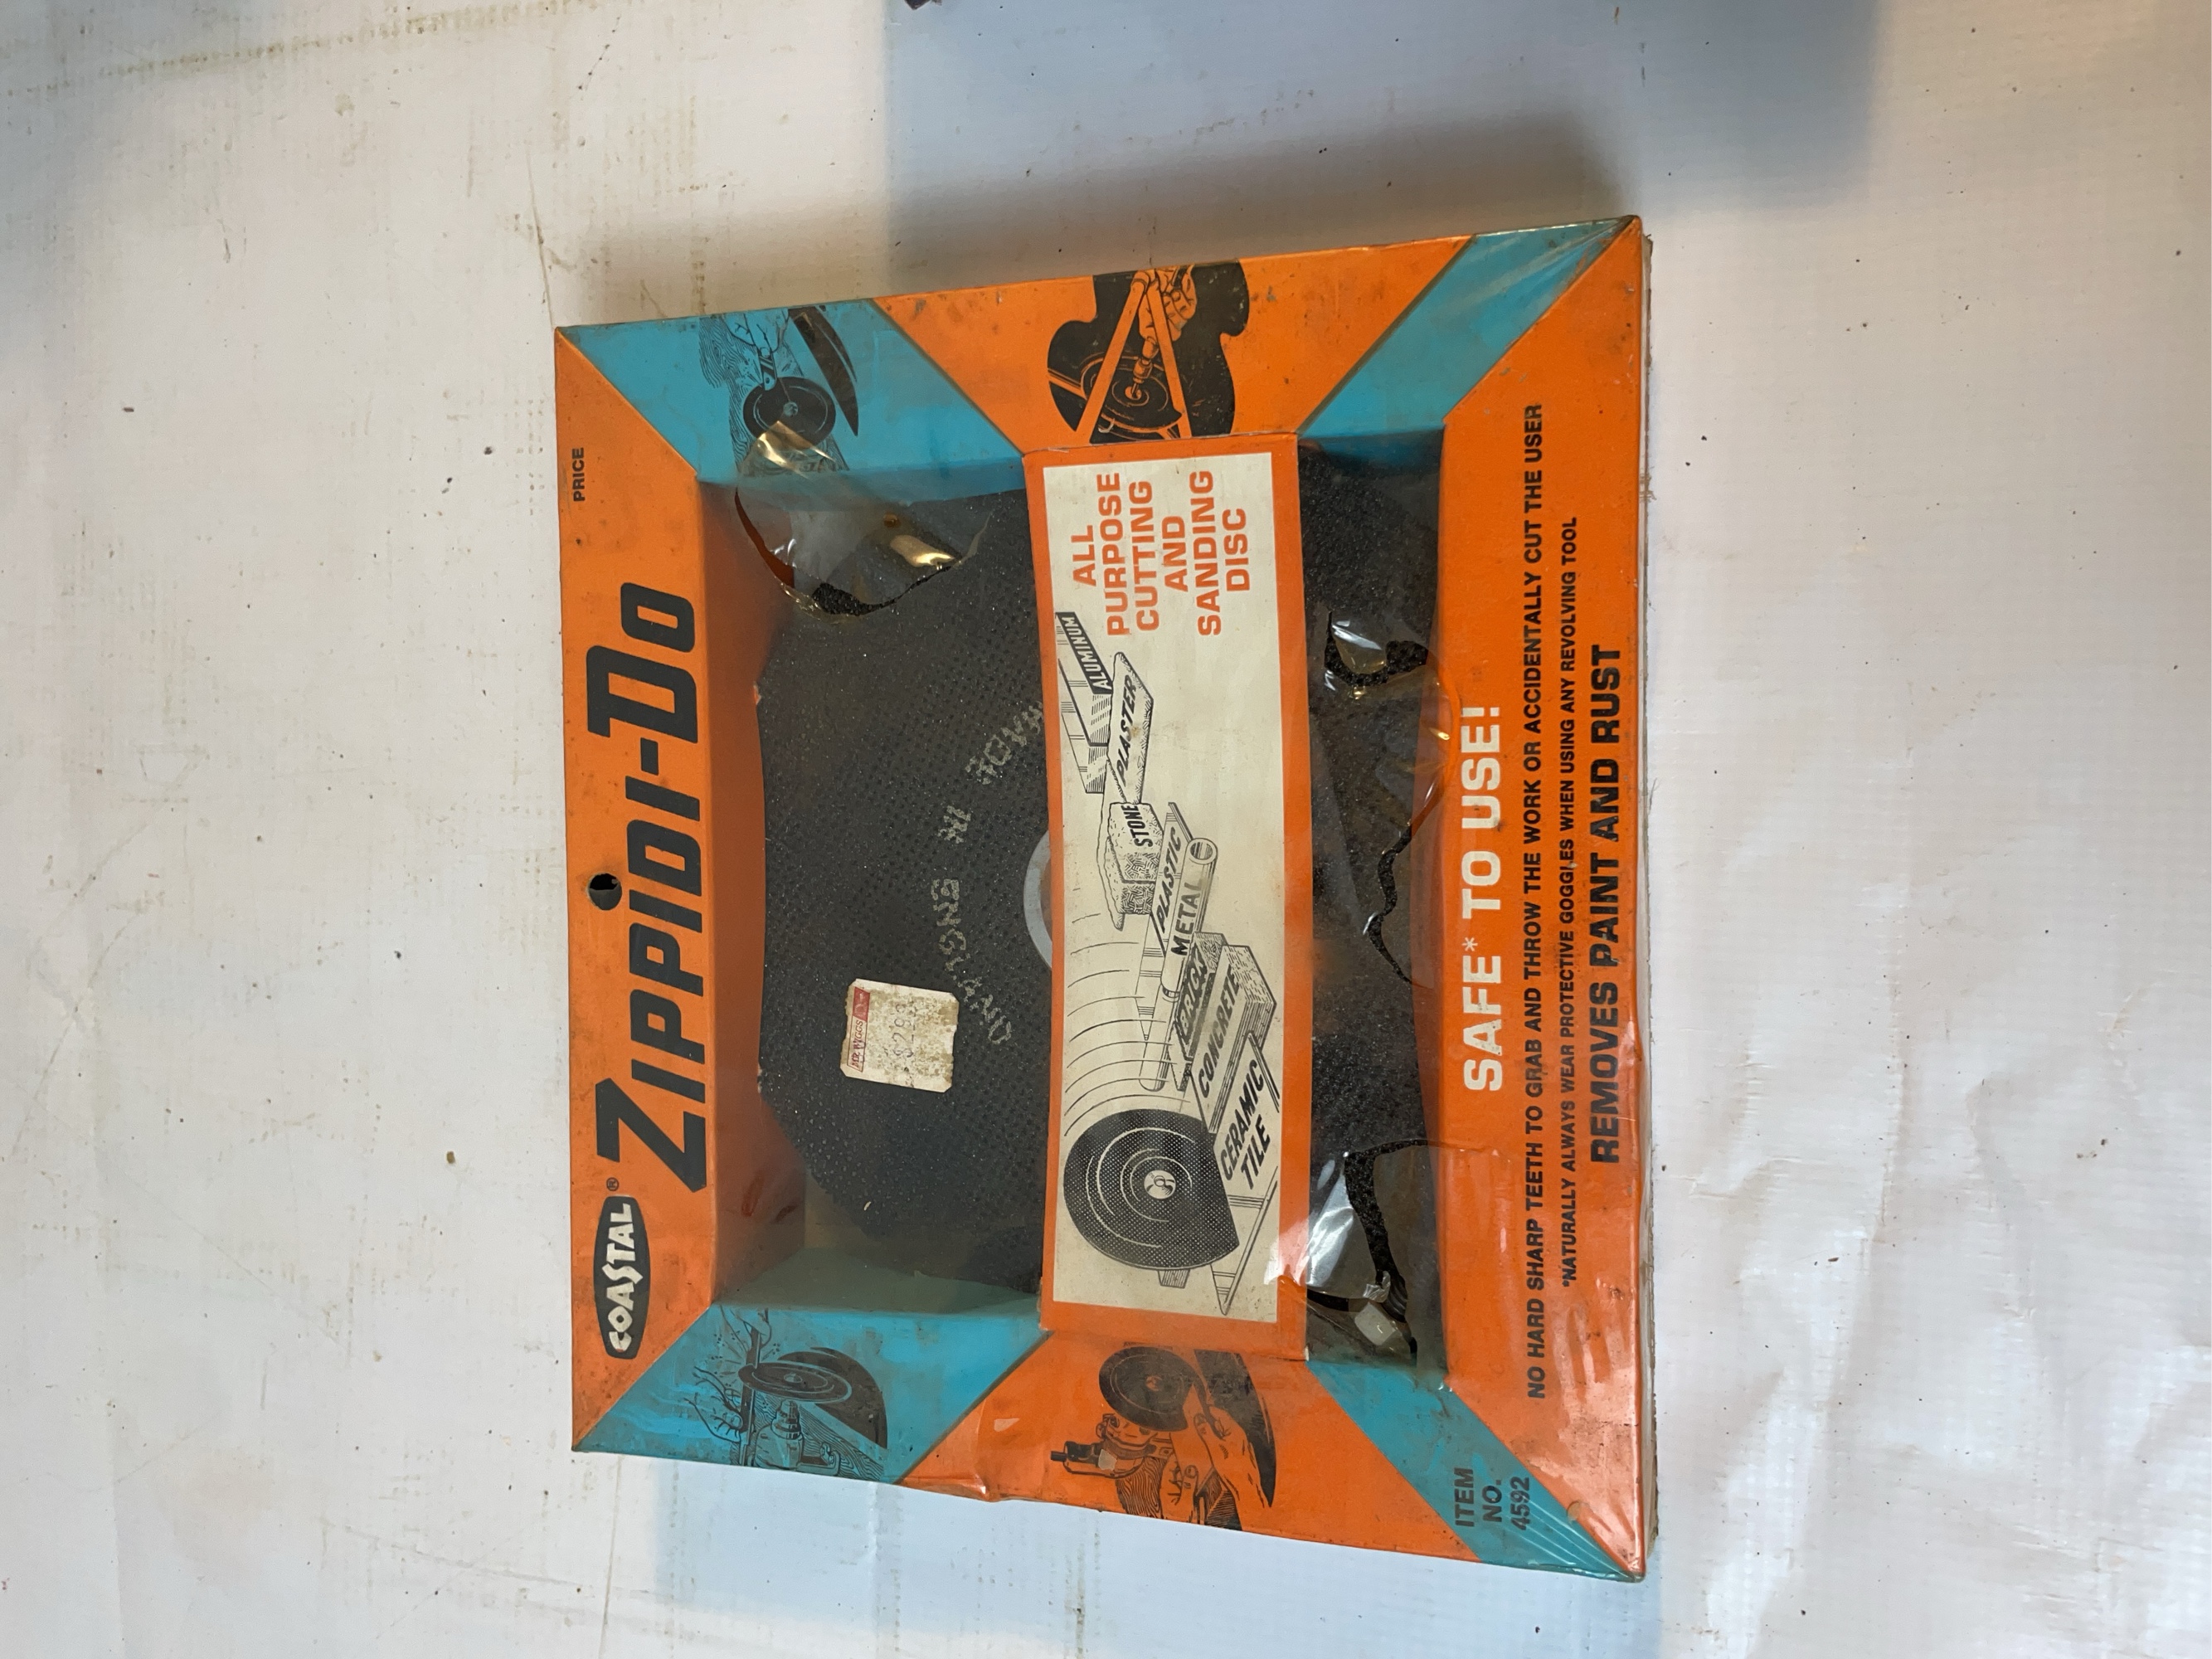 PRICE
COASTAL® ZIPPIDI-DO
ALL
PURPOSE
CUTTING
AND
SANDING
DISC
ALUMINUM
PLASTER
STONE
PLASTIC
METAL
CONCRETE
CERAMIC
TILE
ITEM
NO.
4592
SAFE* TO USE!
NO HARD SHARP TEETH TO GRAB AND THROW THE WORK OR ACCIDENTALLY CUT THE USER
*NATURALLY ALWAYS WEAR PROTECTIVE GOGGLES WHEN USING ANY REVOLVING TOOL
REMOVES PAINT AND RUST